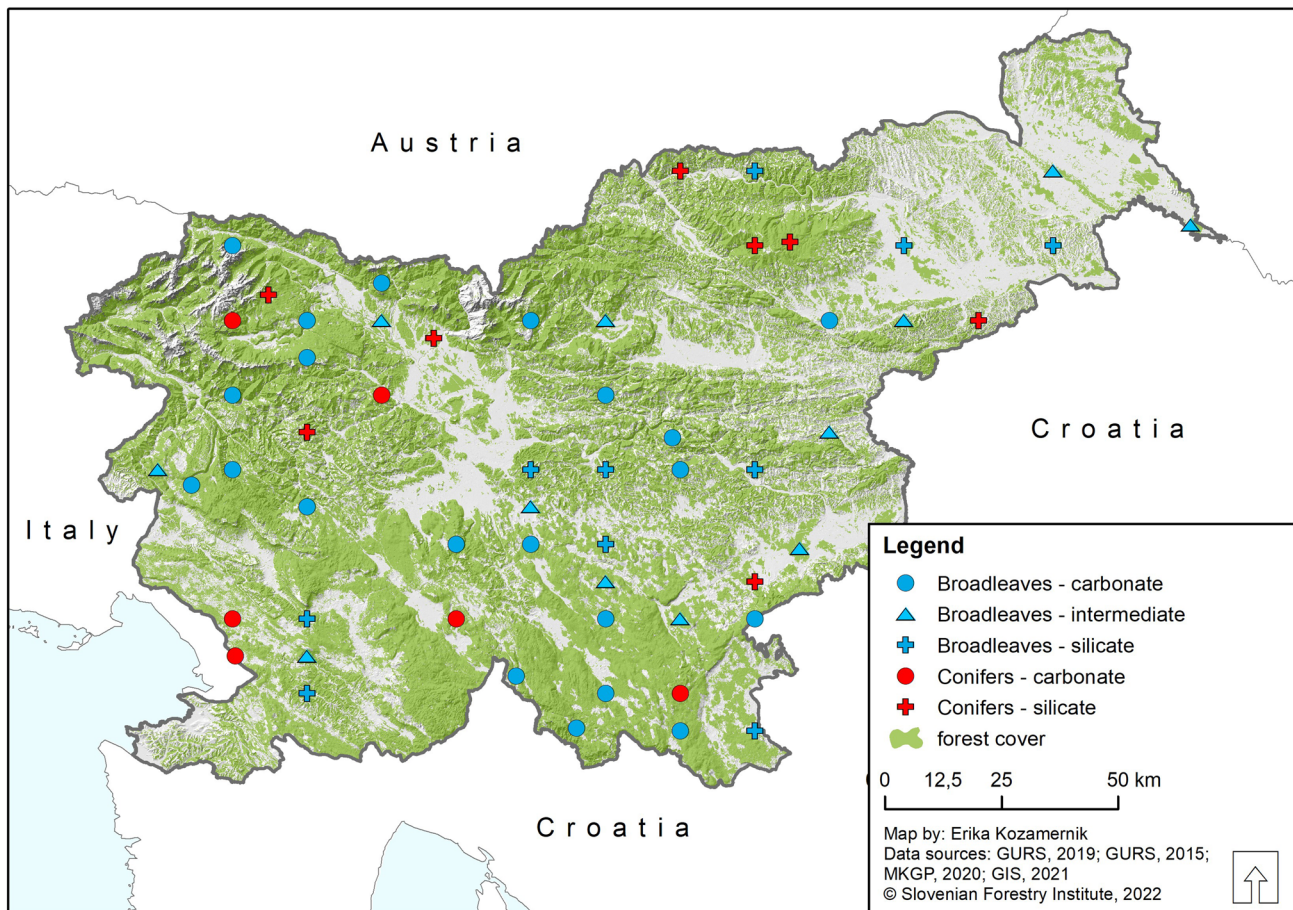 Austria
Croatia
Italy
Croatia
Legend
Broadleaves - carbonate
Broadleaves - intermediate
Broadleaves - silicate
Conifers - carbonate
Conifers - silicate
forest cover
0 12,5 25 50 km
Map by: Erika Kozamernik
Data sources: GURS, 2019; GURS, 2015;
MKGP, 2020; GIS, 2021
© Slovenian Forestry Institute, 2022